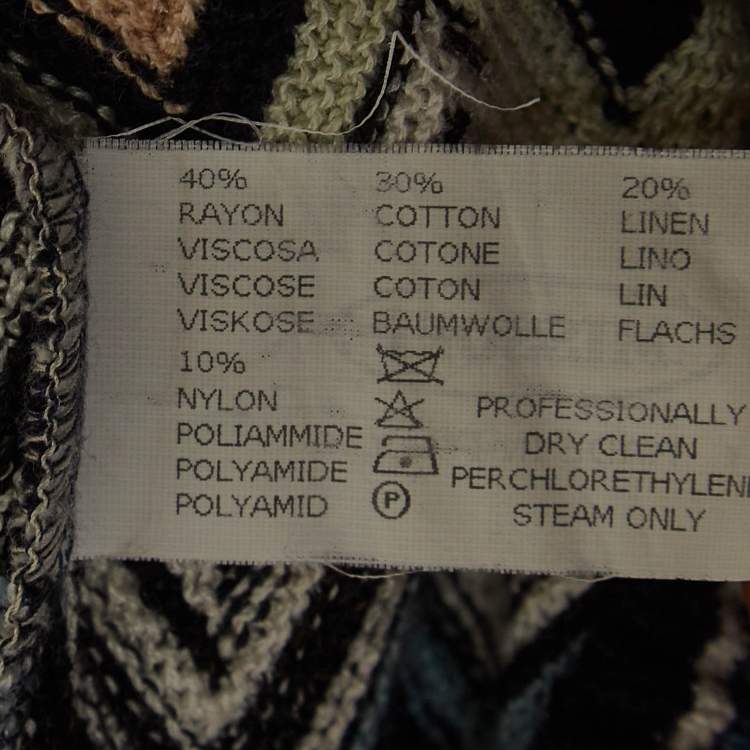 40% 30% 20%
RAYON COTTON LINEN
VISCOSA COTONE LINO
VISCOSE COTON LIN
VISKOSE BAUMWOLLE FLACHS
10%
NYLON
POLIAMMIDE
POLYAMIDE
POLYAMID
P
PROFESSIONALLY
DRY CLEAN
PERCHLORETHYLEN
STEAM ONLY